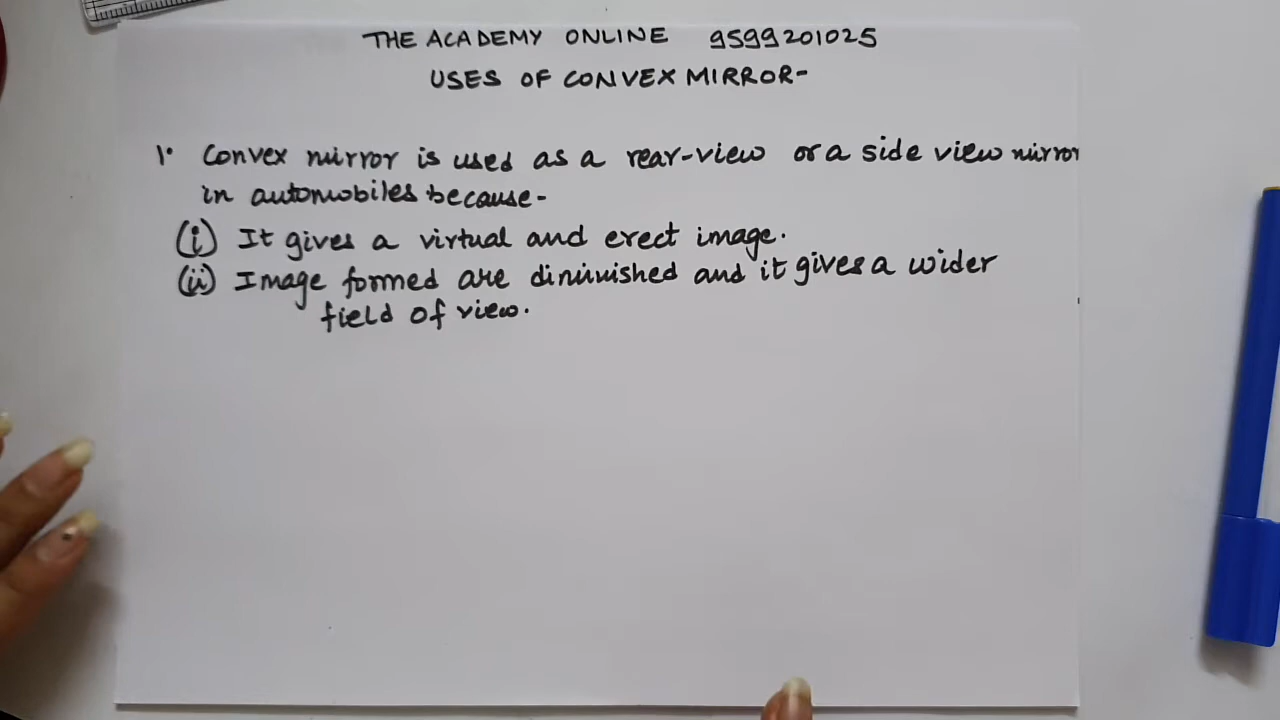 THE ACADEMY ONLINE 9599201025
USES OF CONVEX MIRROR-
1. Convex mirror is used as a rear-view or a side view mirror
in automobiles because-
(i) It gives a virtual and erect image.
(ii) Image formed are diminished and it gives a wider
field of view.